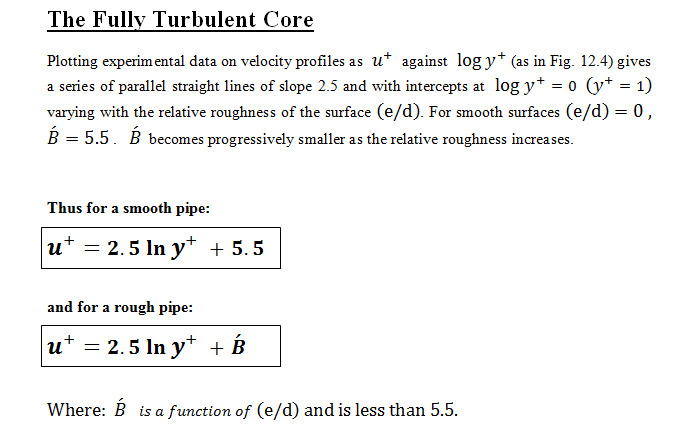 The Fully Turbulent Core
Plotting experimental data on velocity profiles as u⁺ against log y⁺ (as in Fig. 12.4) gives
a series of parallel straight lines of slope 2.5 and with intercepts at log y⁺ = 0 (y⁺ = 1)
varying with the relative roughness of the surface (e/d). For smooth surfaces (e/d) = 0 ,
B́ = 5.5 . B́ becomes progressively smaller as the relative roughness increases.
Thus for a smooth pipe:
u⁺ = 2.5 ln y⁺ + 5.5
and for a rough pipe:
u⁺ = 2.5 ln y⁺ + B́
Where: B́ is a function of (e/d) and is less than 5.5.